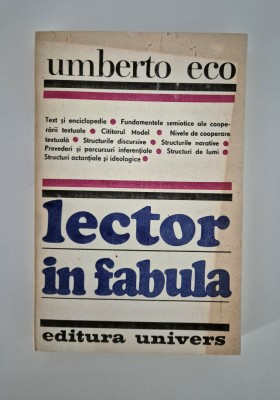 umberto eco
Text și enciclopedie ● Fundamentele semiotice ale coope-
rării textuale ● Cititorul Model ● Nivele de cooperare
textuală ● Structurile discursive ● Structurile narative ●
Prevederi și parcursuri inferențiale ● Structuri de lumi ●
Structuri actanțiale și ideologice ●
lector
in fabula
editura univers